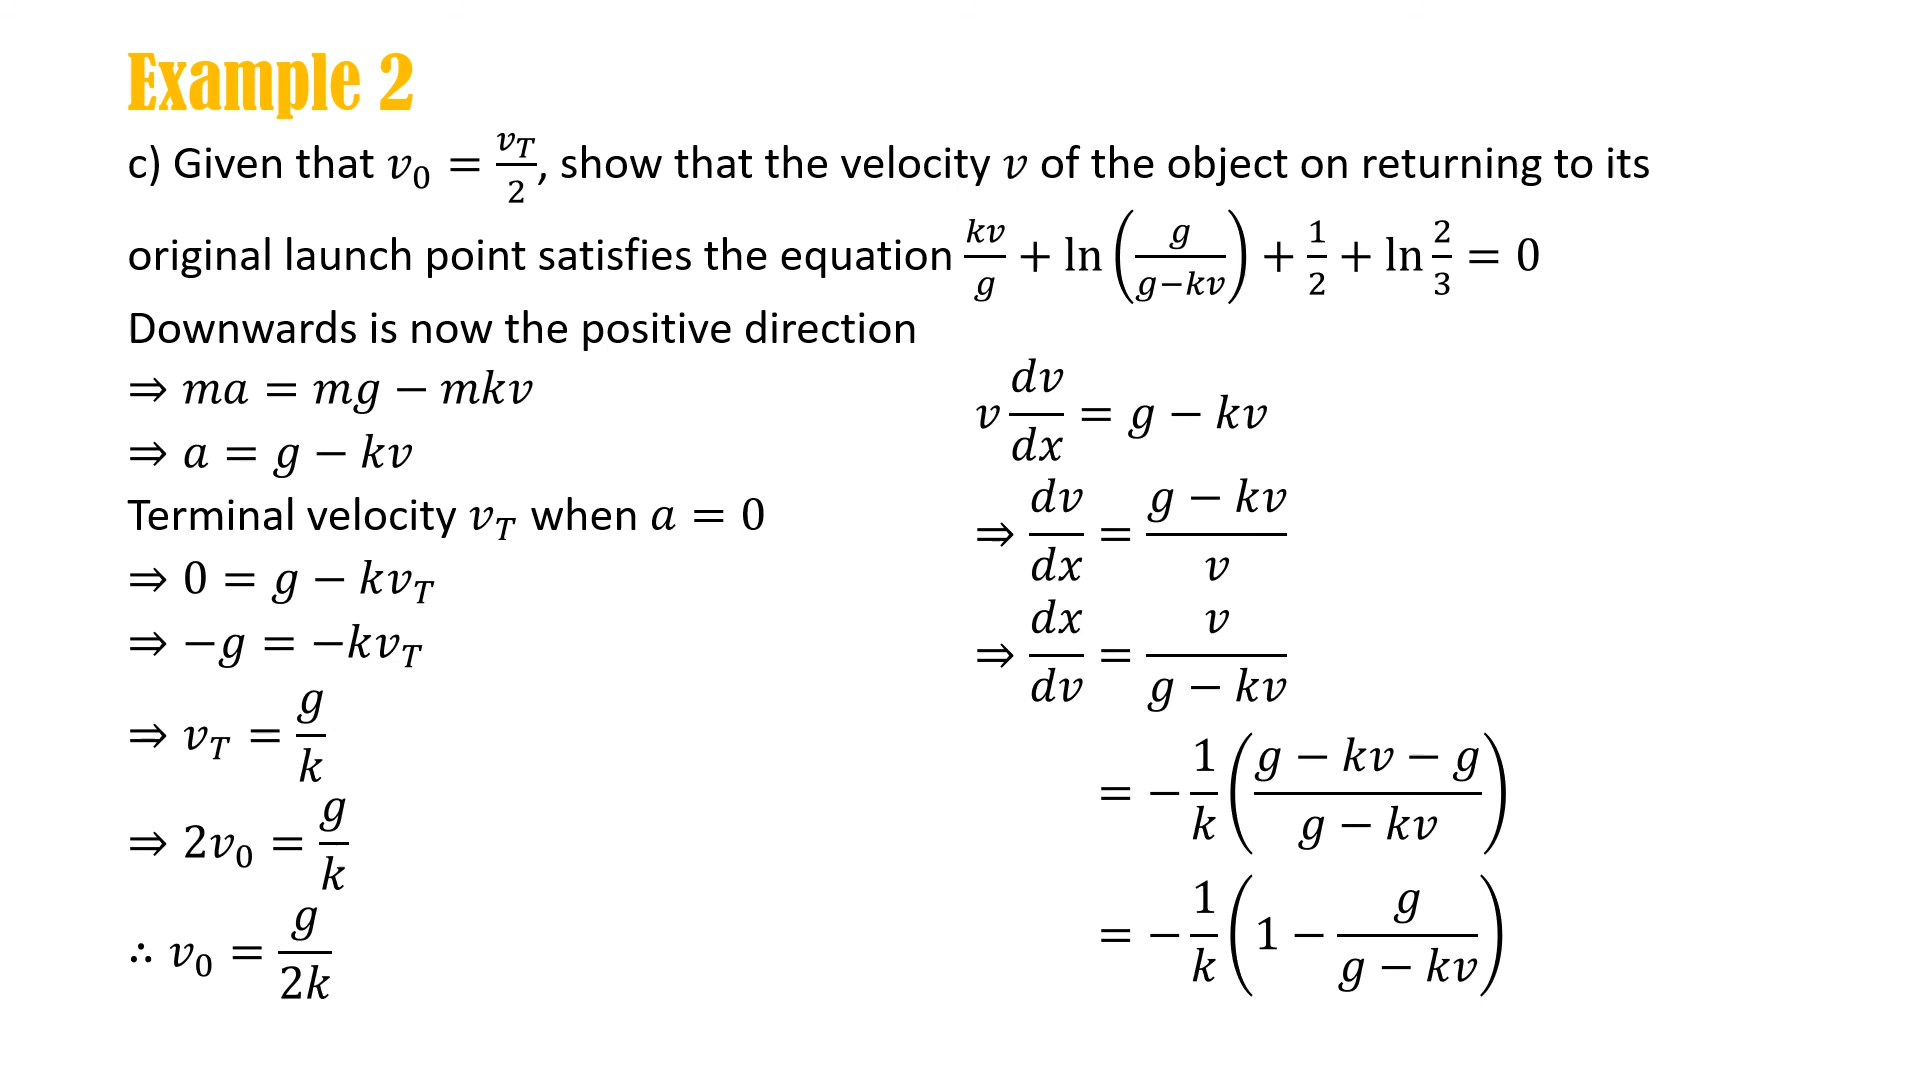 Example 2
c) Given that v₀ = v_T/2, show that the velocity v of the object on returning to its
original launch point satisfies the equation kv/g + ln(g/(g−kv)) + 1/2 + ln 2/3 = 0
Downwards is now the positive direction
⇒ ma = mg − mkv
⇒ a = g − kv
Terminal velocity v_T when a = 0
⇒ 0 = g − kv_T
⇒ −g = −kv_T
⇒ v_T = g/k
⇒ 2v₀ = g/k
∴ v₀ = g/2k
v dv/dx = g − kv
⇒ dv/dx = (g − kv)/v
⇒ dx/dv = v/(g − kv)
= −1/k ((g − kv − g)/(g − kv))
= −1/k (1 − g/(g − kv))